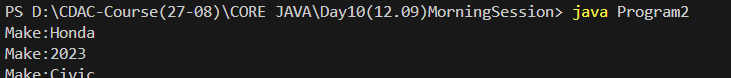 PS D:\CDAC-Course(27-08)\CORE JAVA\Day10(12.09)MorningSession> java Program2
Make:Honda
Make:2023
Make:Civic